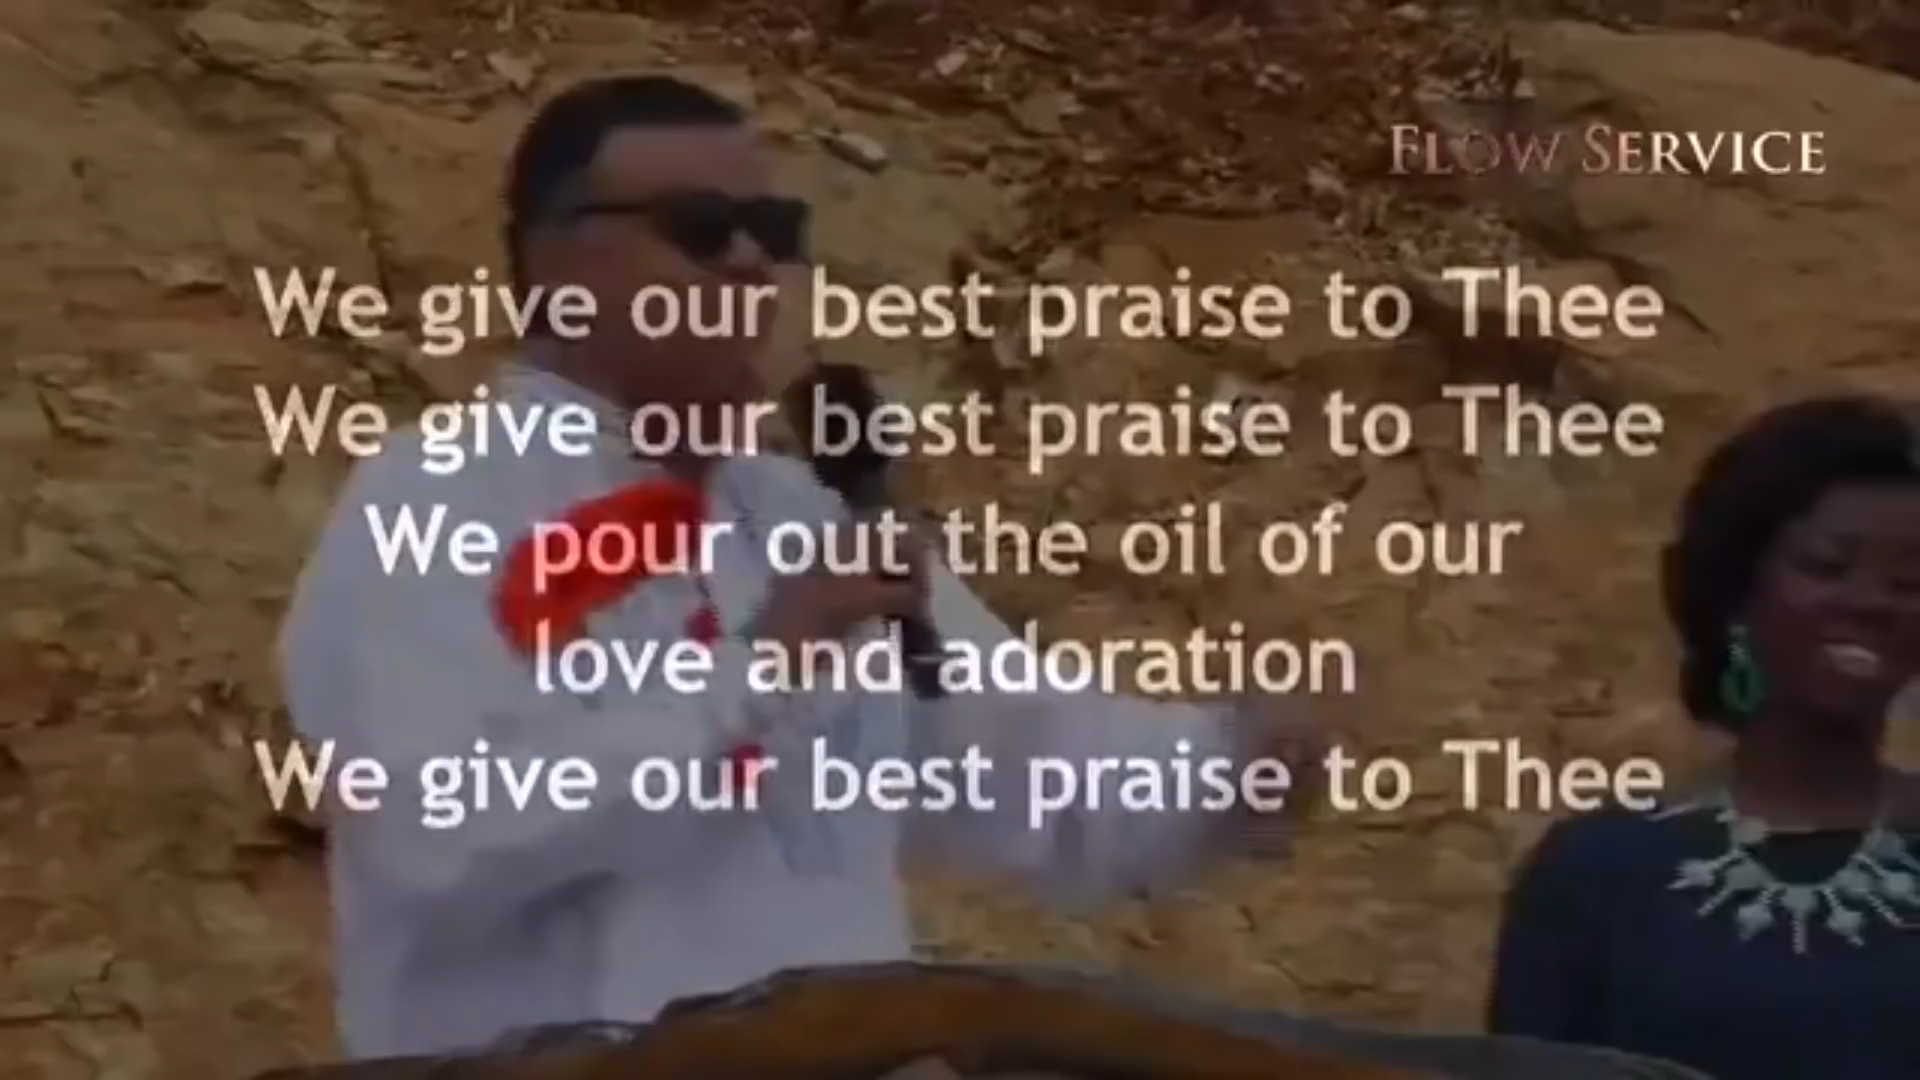 FLOW SERVICE
We give our best praise to Thee
We give our best praise to Thee
We pour out the oil of our
love and adoration
We give our best praise to Thee